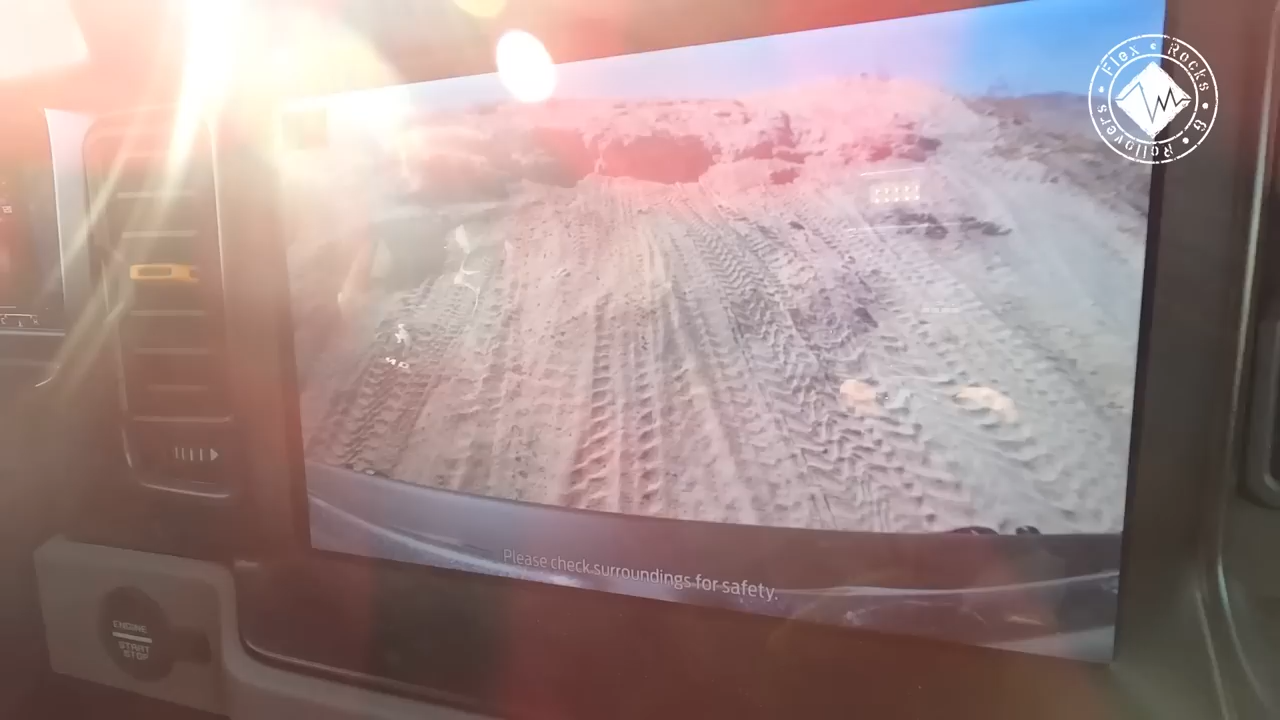 Flex • Rocks & Rollovers
Please check surroundings for safety.
ENGINE
START
STOP